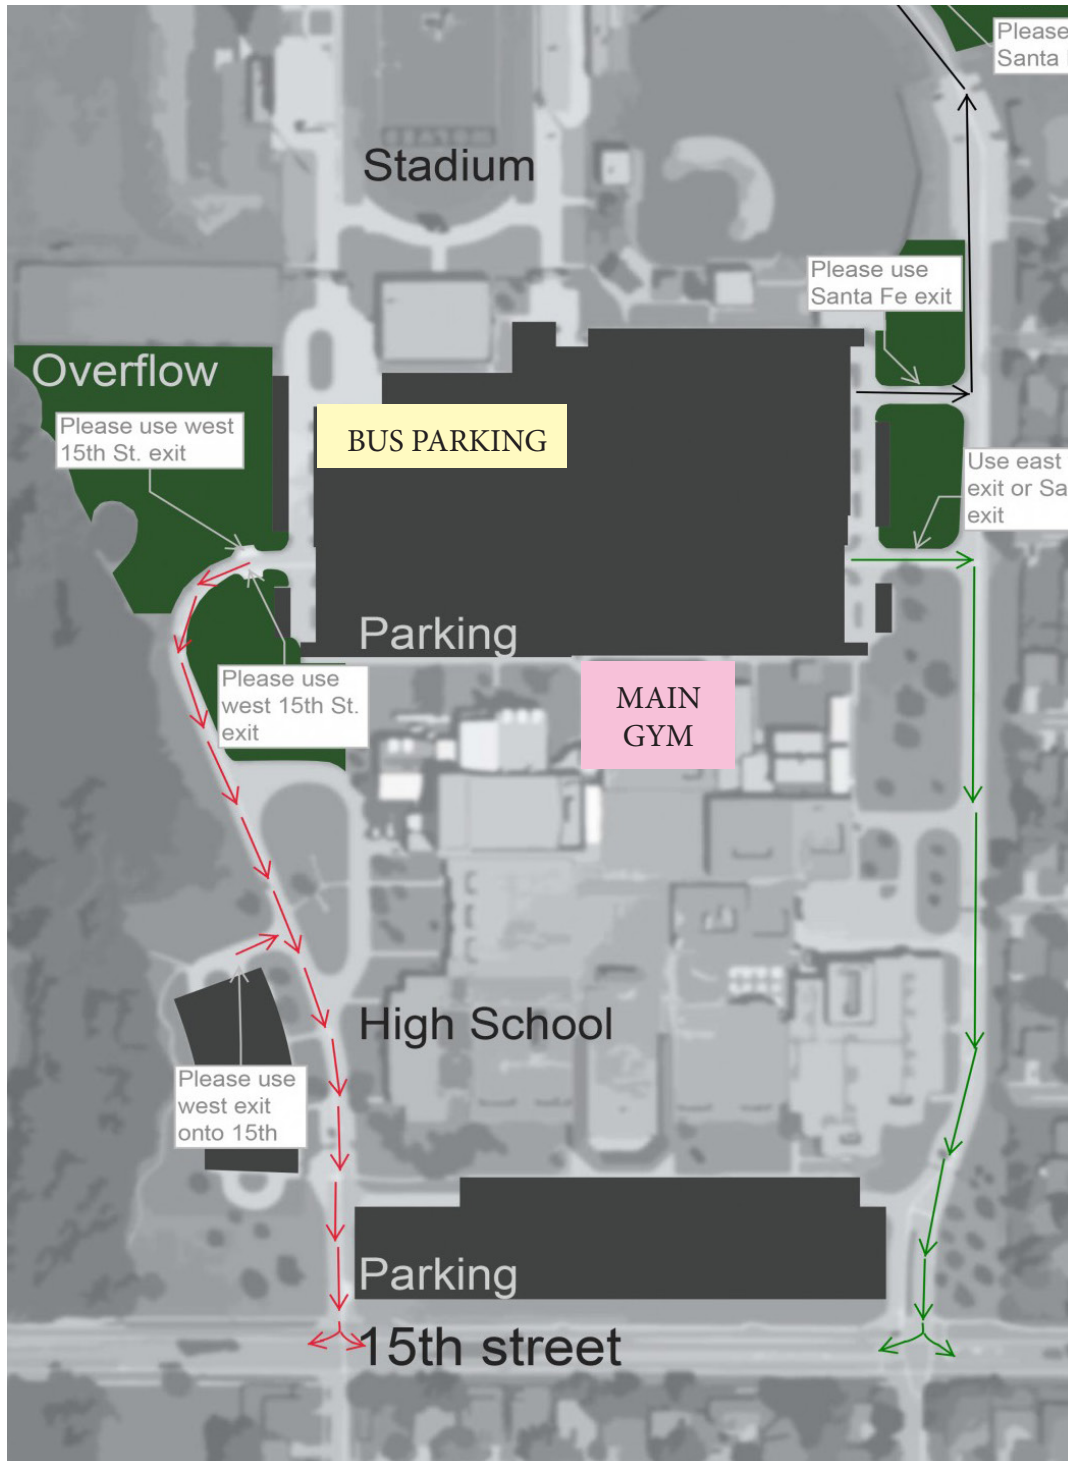 Please
Santa
Stadium
Please use
Santa Fe exit
Overflow
Please use west
15th St. exit
BUS PARKING
Use east
exit or Sa
exit
Parking
Please use
west 15th St.
exit
MAIN
GYM
High School
Please use
west exit
onto 15th
Parking
15th street